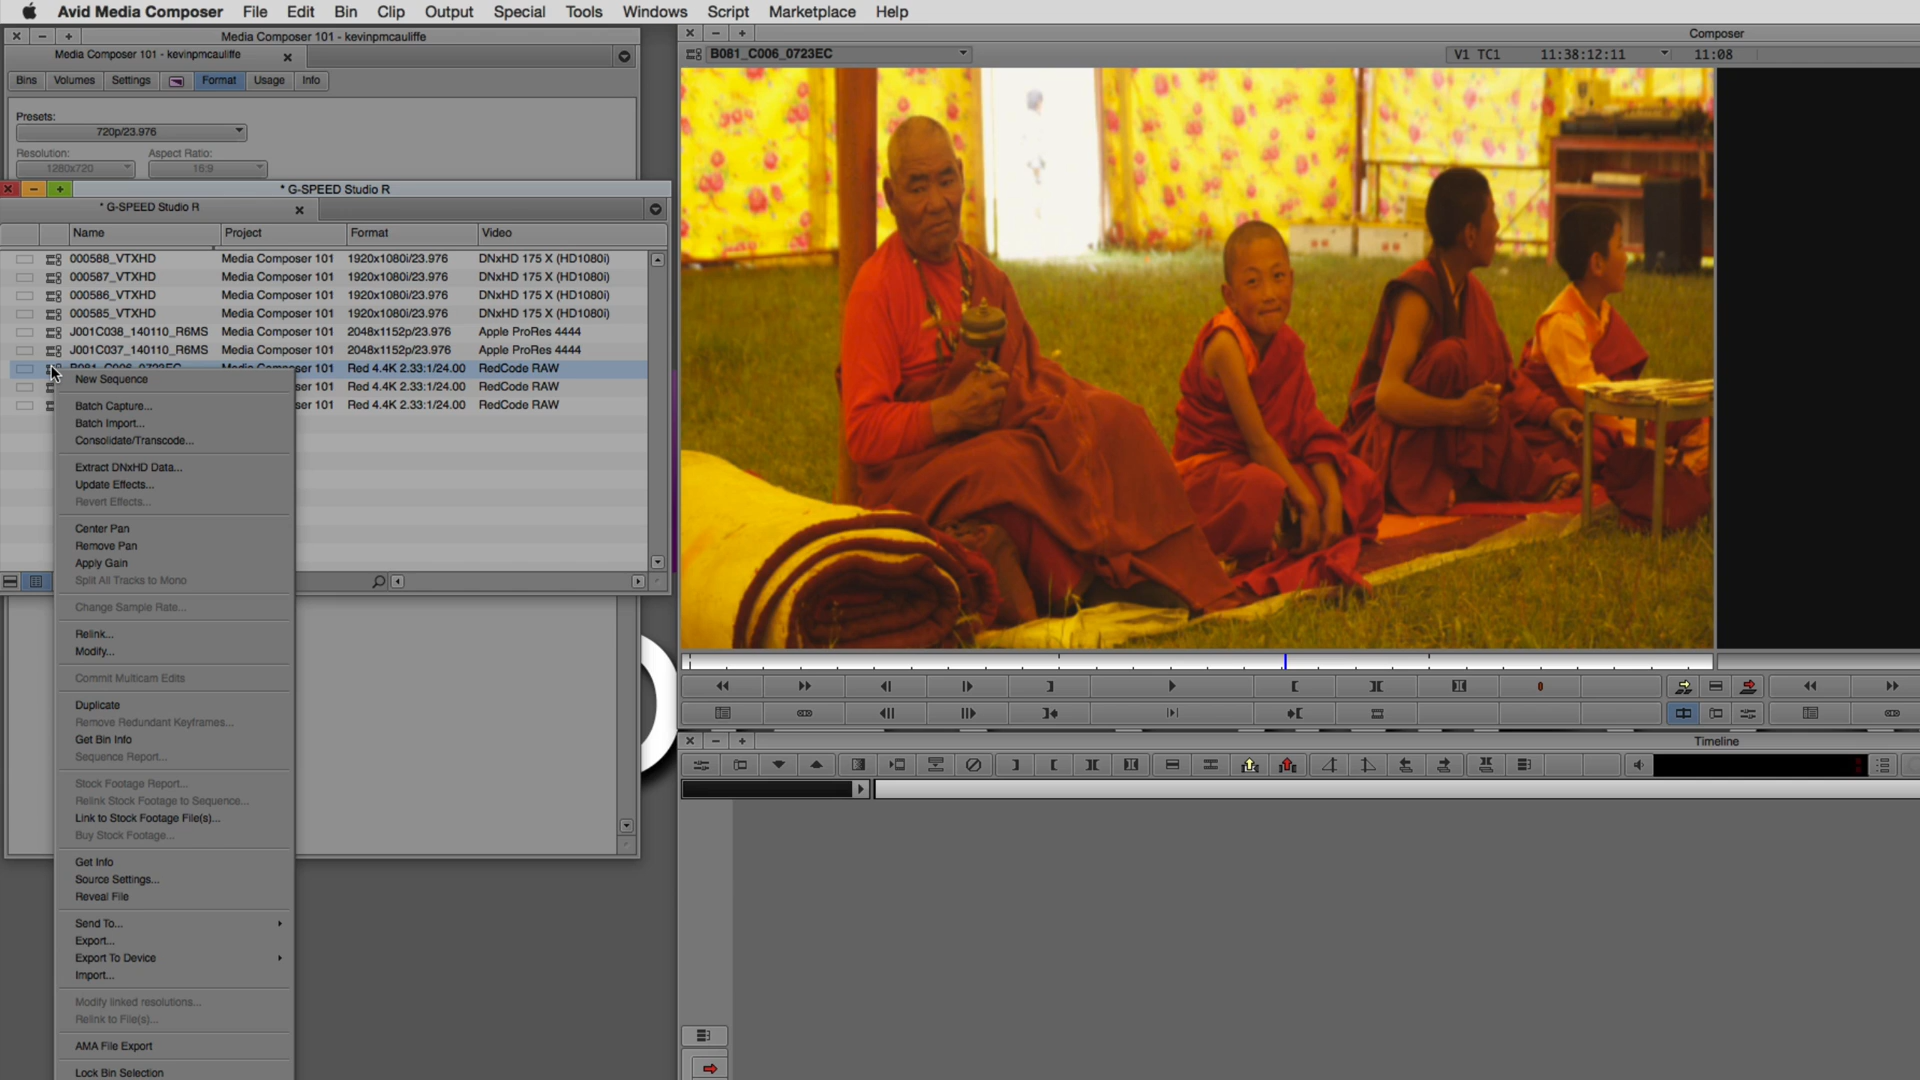 Avid Media Composer File Edit Bin Clip Output Special Tools Windows Script Marketplace Help
Media Composer 101 - kevinpmcauliffe
Media Composer 101 - kevinpmcauliffe
Bins Volumes Settings Format Usage Info
Presets:
720p/23.976
Resolution: Aspect Ratio:
1280x720 16:9
* G-SPEED Studio R
* G-SPEED Studio R
Name Project Format Video
000588_VTXHD Media Composer 101 1920x1080i/23.976 DNxHD 175 X (HD1080i)
000587_VTXHD Media Composer 101 1920x1080i/23.976 DNxHD 175 X (HD1080i)
000586_VTXHD Media Composer 101 1920x1080i/23.976 DNxHD 175 X (HD1080i)
000585_VTXHD Media Composer 101 1920x1080i/23.976 DNxHD 175 X (HD1080i)
J001C038_140110_R6MS Media Composer 101 2048x1152p/23.976 Apple ProRes 4444
J001C037_140110_R6MS Media Composer 101 2048x1152p/23.976 Apple ProRes 4444
B081_C006_0723EC Media Composer 101 Red 4.4K 2.33:1/24.00 RedCode RAW
ser 101 Red 4.4K 2.33:1/24.00 RedCode RAW
ser 101 Red 4.4K 2.33:1/24.00 RedCode RAW
New Sequence
Batch Capture...
Batch Import...
Consolidate/Transcode...
Extract DNxHD Data...
Update Effects...
Revert Effects...
Center Pan
Remove Pan
Apply Gain
Split All Tracks to Mono
Change Sample Rate...
Relink...
Modify...
Commit Multicam Edits
Duplicate
Remove Redundant Keyframes...
Get Bin Info
Sequence Report...
Stock Footage Report...
Relink Stock Footage to Sequence...
Link to Stock Footage File(s)...
Buy Stock Footage...
Get Info
Source Settings...
Reveal File
Send To...
Export...
Export To Device
Import...
Modify linked resolutions...
Relink to File(s)...
AMA File Export
Lock Bin Selection
Composer
B081_C006_0723EC V1 TC1 11:38:12:11 11:08
Timeline